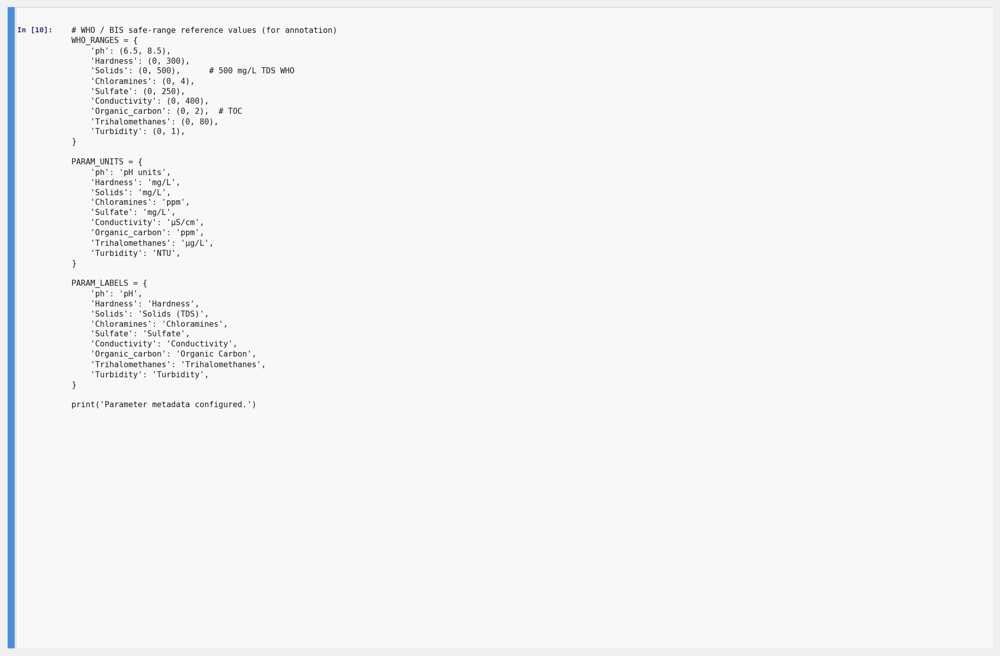 In [10]: # WHO / BIS safe-range reference values (for annotation)
WHO_RANGES = {
    'ph': (6.5, 8.5),
    'Hardness': (0, 300),
    'Solids': (0, 500),      # 500 mg/L TDS WHO
    'Chloramines': (0, 4),
    'Sulfate': (0, 250),
    'Conductivity': (0, 400),
    'Organic_carbon': (0, 2),  # TOC
    'Trihalomethanes': (0, 80),
    'Turbidity': (0, 1),
}

PARAM_UNITS = {
    'ph': 'pH units',
    'Hardness': 'mg/L',
    'Solids': 'mg/L',
    'Chloramines': 'ppm',
    'Sulfate': 'mg/L',
    'Conductivity': 'μS/cm',
    'Organic_carbon': 'ppm',
    'Trihalomethanes': 'μg/L',
    'Turbidity': 'NTU',
}

PARAM_LABELS = {
    'ph': 'pH',
    'Hardness': 'Hardness',
    'Solids': 'Solids (TDS)',
    'Chloramines': 'Chloramines',
    'Sulfate': 'Sulfate',
    'Conductivity': 'Conductivity',
    'Organic_carbon': 'Organic Carbon',
    'Trihalomethanes': 'Trihalomethanes',
    'Turbidity': 'Turbidity',
}

print('Parameter metadata configured.')